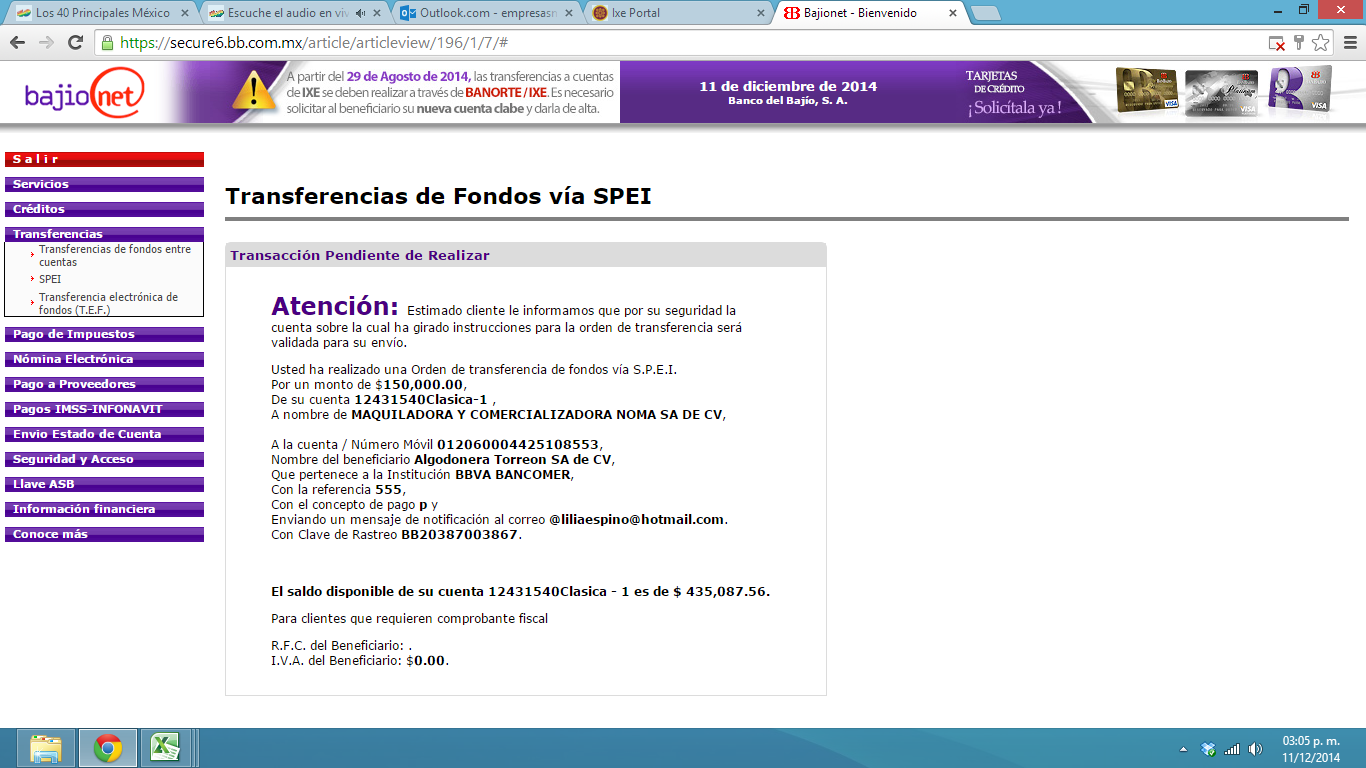 Los 40 Principales México
Escuche el audio en viv
Outlook.com - empresasn
Ixe Portal
Bajionet - Bienvenido
https://secure6.bb.com.mx/article/articleview/196/1/7/#
bajionet
A partir del 29 de Agosto de 2014, las transferencias a cuentas
de IXE se deben realizar a través de BANORTE / IXE. Es necesario
solicitar al beneficiario su nueva cuenta clabe y darla de alta.
11 de diciembre de 2014
Banco del Bajío, S. A.
TARJETAS
DE CRÉDITO
¡Solicítala ya!
VISA
Platinum
VISA
VISA
S a l i r
Servicios
Créditos
Transferencias
Transferencias de fondos entre
cuentas
SPEI
Transferencia electrónica de
fondos (T.E.F.)
Pago de Impuestos
Nómina Electrónica
Pago a Proveedores
Pagos IMSS-INFONAVIT
Envio Estado de Cuenta
Seguridad y Acceso
Llave ASB
Información financiera
Conoce más
Transferencias de Fondos vía SPEI
Transacción Pendiente de Realizar
Atención: Estimado cliente le informamos que por su seguridad la
cuenta sobre la cual ha girado instrucciones para la orden de transferencia será
validada para su envío.
Usted ha realizado una Orden de transferencia de fondos vía S.P.E.I.
Por un monto de $150,000.00,
De su cuenta 12431540Clasica-1 ,
A nombre de MAQUILADORA Y COMERCIALIZADORA NOMA SA DE CV,
A la cuenta / Número Móvil 012060004425108553,
Nombre del beneficiario Algodonera Torreon SA de CV,
Que pertenece a la Institución BBVA BANCOMER,
Con la referencia 555,
Con el concepto de pago p y
Enviando un mensaje de notificación al correo @liliaespino@hotmail.com.
Con Clave de Rastreo BB20387003867.
El saldo disponible de su cuenta 12431540Clasica - 1 es de $ 435,087.56.
Para clientes que requieren comprobante fiscal
R.F.C. del Beneficiario: .
I.V.A. del Beneficiario: $0.00.
03:05 p. m.
11/12/2014